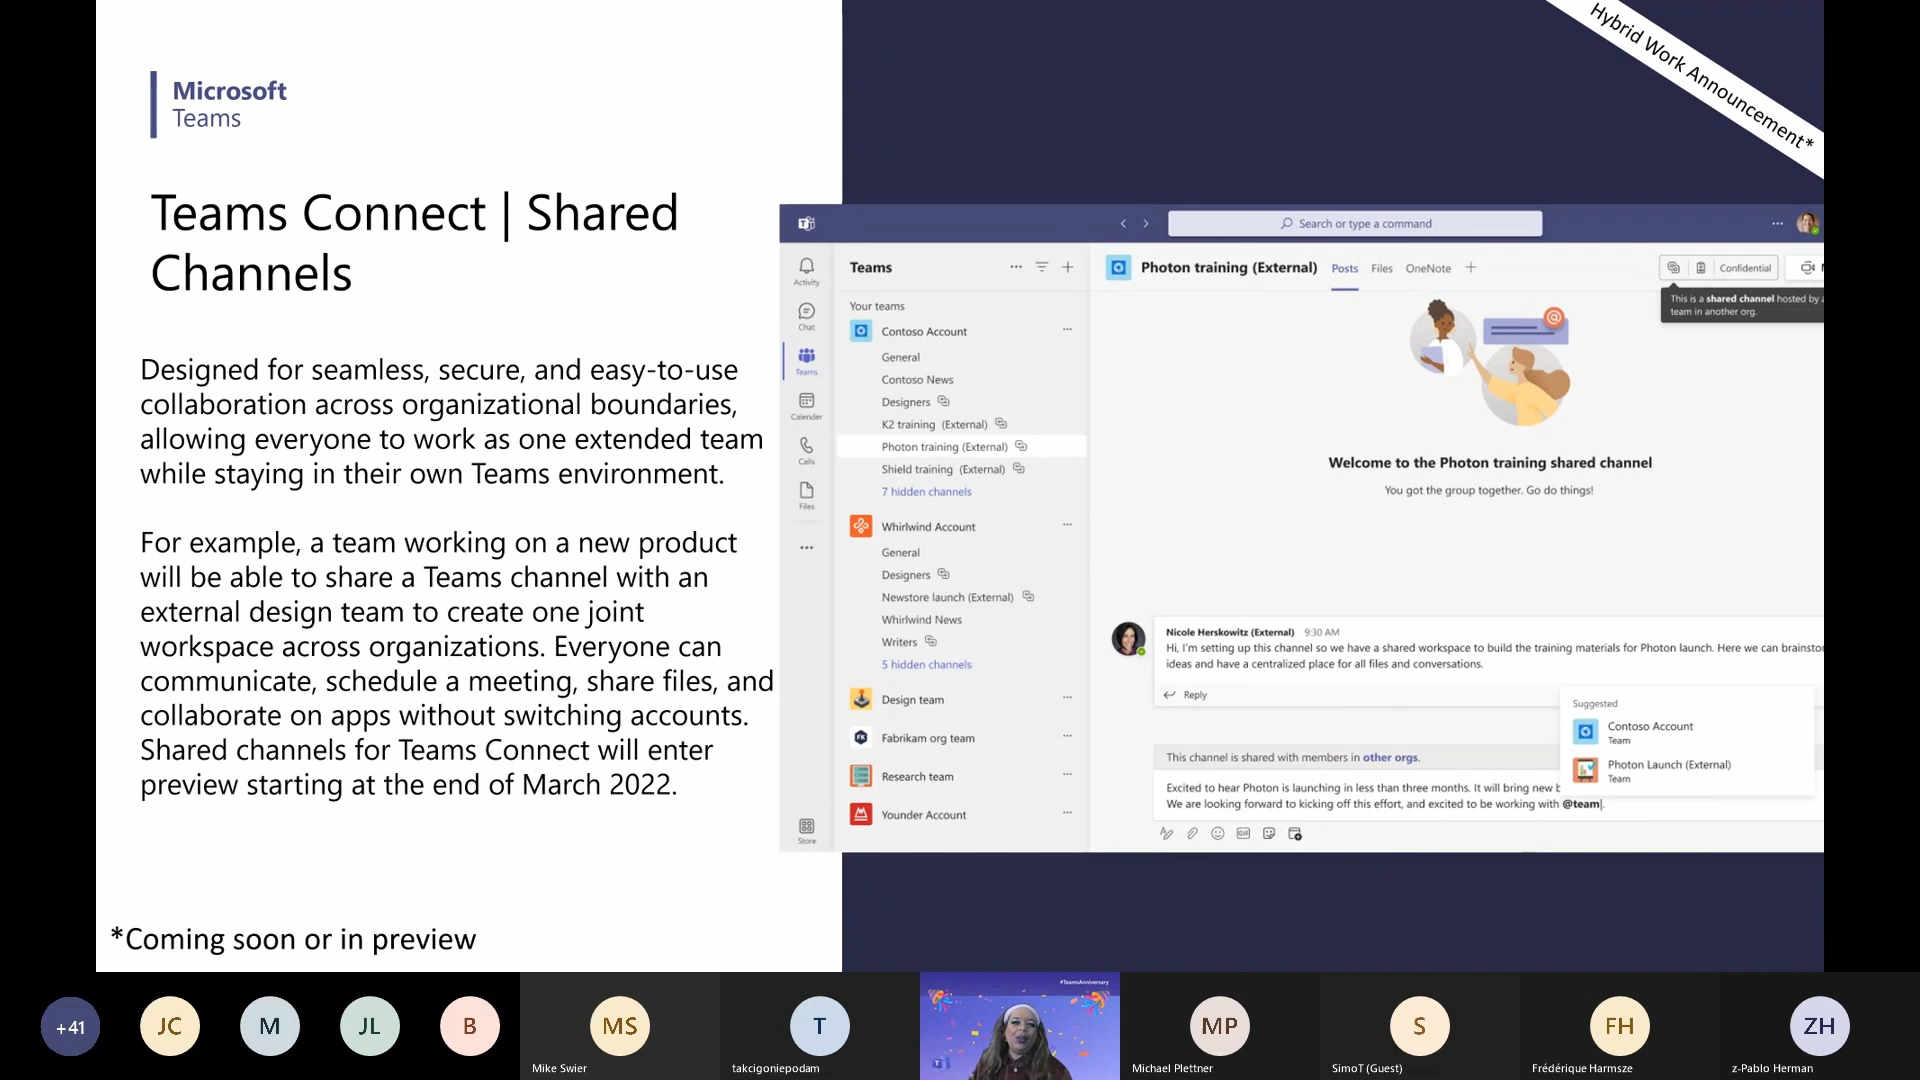 Hybrid Work Announcement*
Microsoft
Teams
Teams Connect | Shared
Channels
Designed for seamless, secure, and easy-to-use
collaboration across organizational boundaries,
allowing everyone to work as one extended team
while staying in their own Teams environment.
For example, a team working on a new product
will be able to share a Teams channel with an
external design team to create one joint
workspace across organizations. Everyone can
communicate, schedule a meeting, share files, and
collaborate on apps without switching accounts.
Shared channels for Teams Connect will enter
preview starting at the end of March 2022.
*Coming soon or in preview
Search or type a command
Activity
Chat
Teams
Calender
Calls
Files
Store
Teams
Your teams
Contoso Account
General
Contoso News
Designers
K2 training (External)
Photon training (External)
Shield training (External)
7 hidden channels
Whirlwind Account
General
Designers
Newstore launch (External)
Whirlwind News
Writers
5 hidden channels
Design team
FK
Fabrikam org team
Research team
Younder Account
Photon training (External) Posts Files OneNote
Confidential
This is a shared channel hosted by a
team in another org.
Welcome to the Photon training shared channel
You got the group together. Go do things!
Nicole Herskowitz (External) 9:30 AM
Hi, I'm setting up this channel so we have a shared workspace to build the training materials for Photon launch. Here we can brainstor
ideas and have a centralized place for all files and conversations.
Reply
Suggested
Contoso Account
Team
Photon Launch (External)
Team
This channel is shared with members in other orgs.
Excited to hear Photon is launching in less than three months. It will bring new b
We are looking forward to kicking off this effort, and excited to be working with @team.
GIF
+41
JC
M
JL
B
MS
Mike Swier
T
takcigoniepodam
#TeamsAnniversary
MP
Michael Plettner
S
SimoT (Guest)
FH
Frédérique Harmsze
ZH
z-Pablo Herman